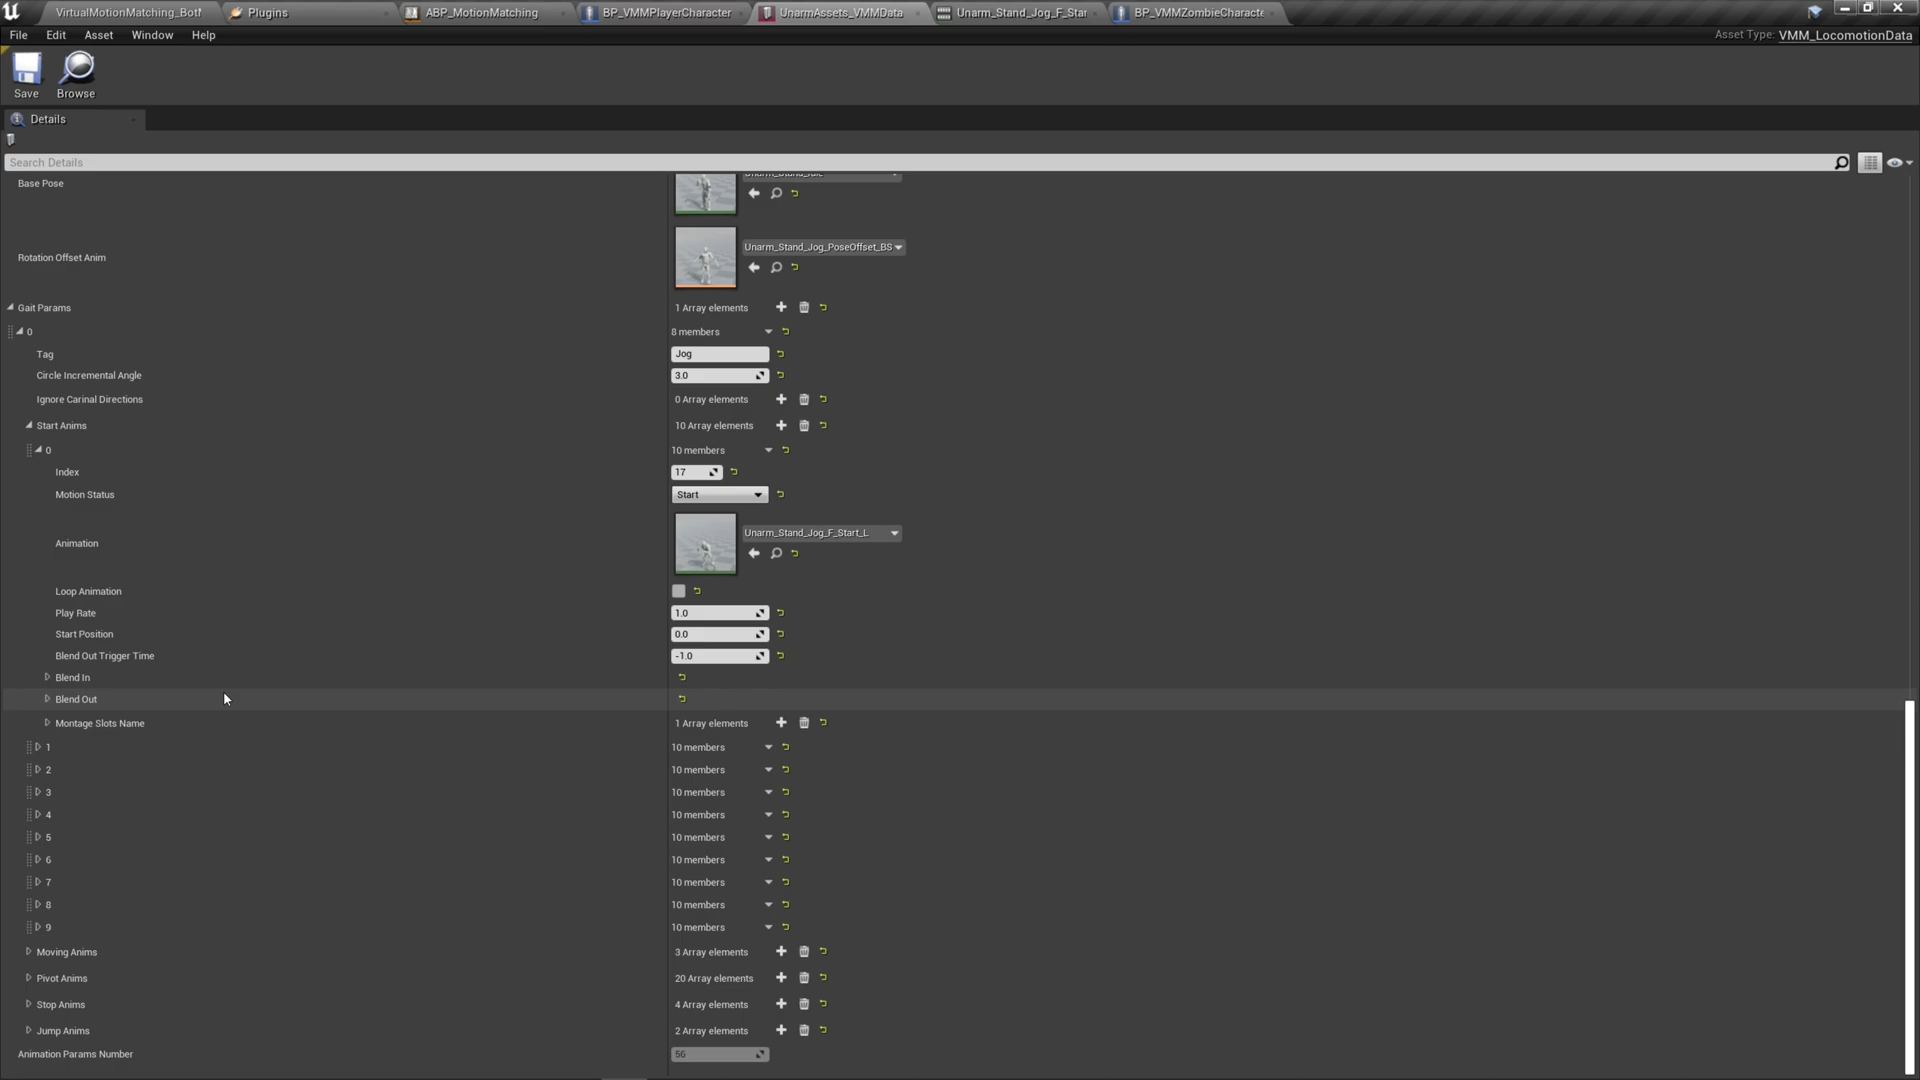 VirtualMotionMatching_Bott*
Plugins
ABP_MotionMatching
BP_VMMPlayerCharacter
UnarmAssets_VMMData
Unarm_Stand_Jog_F_Star
BP_VMMZombieCharacte
File Edit Asset Window Help
Asset Type: VMM_LocomotionData
Save Browse
Details
Search Details
Base Pose
Rotation Offset Anim Unarm_Stand_Jog_PoseOffset_BS
Gait Params 1 Array elements
0 8 members
Tag Jog
Circle Incremental Angle 3.0
Ignore Carinal Directions 0 Array elements
Start Anims 10 Array elements
0 10 members
Index 17
Motion Status Start
Animation Unarm_Stand_Jog_F_Start_L
Loop Animation
Play Rate 1.0
Start Position 0.0
Blend Out Trigger Time -1.0
Blend In
Blend Out
Montage Slots Name 1 Array elements
1 10 members
2 10 members
3 10 members
4 10 members
5 10 members
6 10 members
7 10 members
8 10 members
9 10 members
Moving Anims 3 Array elements
Pivot Anims 20 Array elements
Stop Anims 4 Array elements
Jump Anims 2 Array elements
Animation Params Number 56